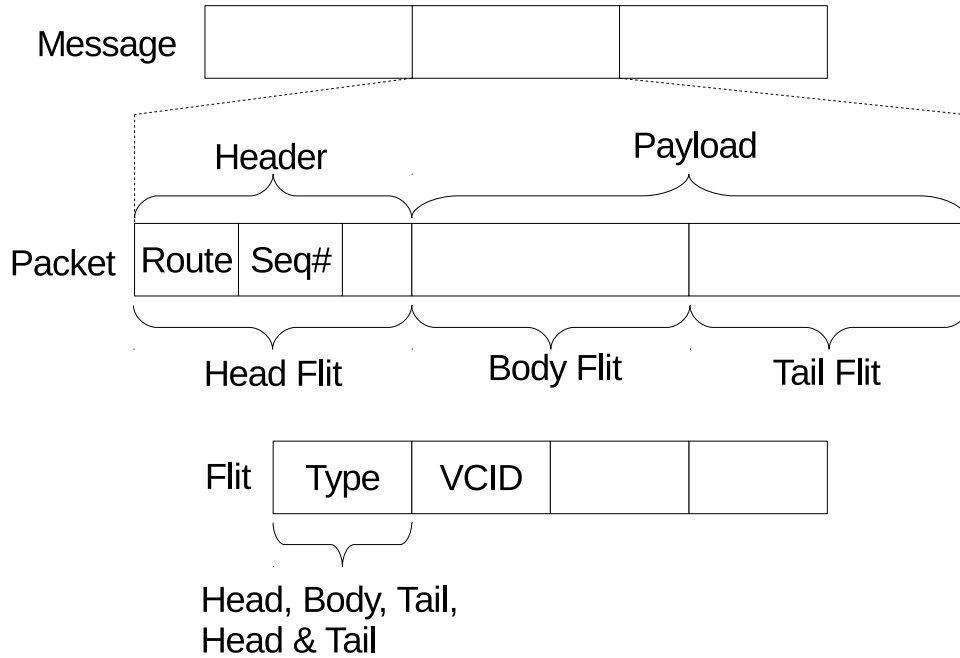 Message
Header
Payload
Packet
Route
Seq#
Head Flit
Body Flit
Tail Flit
Flit
Type
VCID
Head, Body, Tail,
Head & Tail